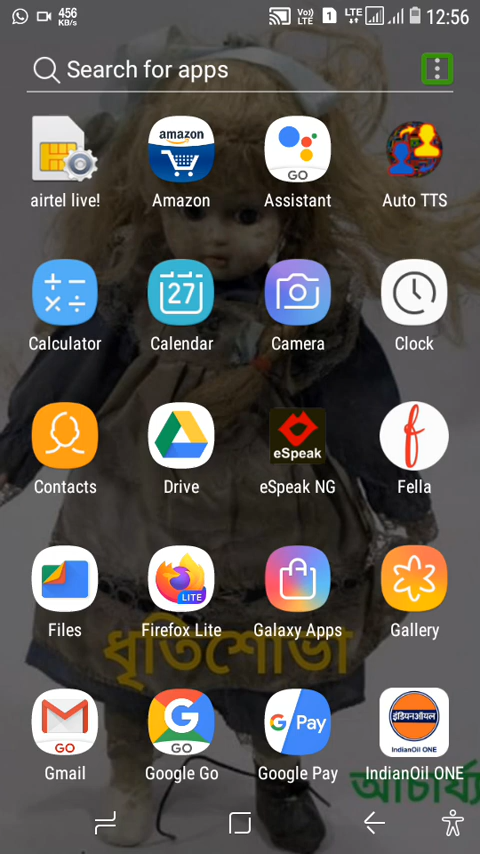 456
KB/s
Vo))
LTE
1
LTE
12:56
Search for apps
amazon
GO
airtel live!
Amazon
Assistant
Auto TTS
27
Calculator
Calendar
Camera
Clock
eSpeak
f
Contacts
Drive
eSpeak NG
Fella
LITE
Files
Firefox Lite
Galaxy Apps
Gallery
ধৃতিশোভা
GO
G
GO
G Pay
इंडियनऑयल
IndianOil ONE
Gmail
Google Go
Google Pay
IndianOil ONE
আচার্য্য